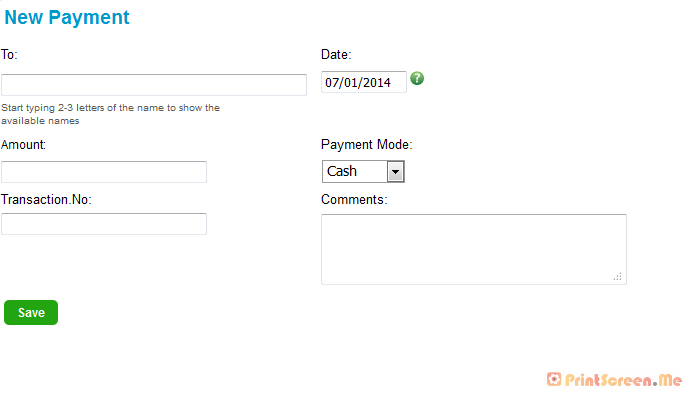 New Payment
To:
Date:
07/01/2014
?
Start typing 2-3 letters of the name to show the
available names
Amount:
Payment Mode:
Cash
Transaction.No:
Comments:
Save
PrintScreen.Me